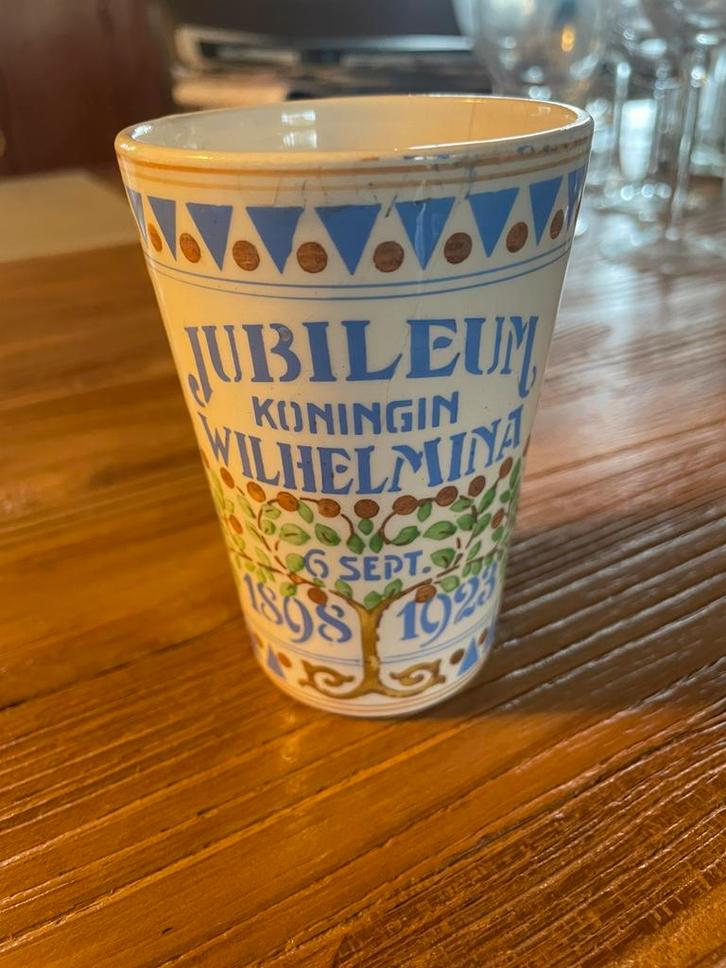 JUBILEUM
KONINGIN
WILHELMINA
6 SEPT.
1898 1923